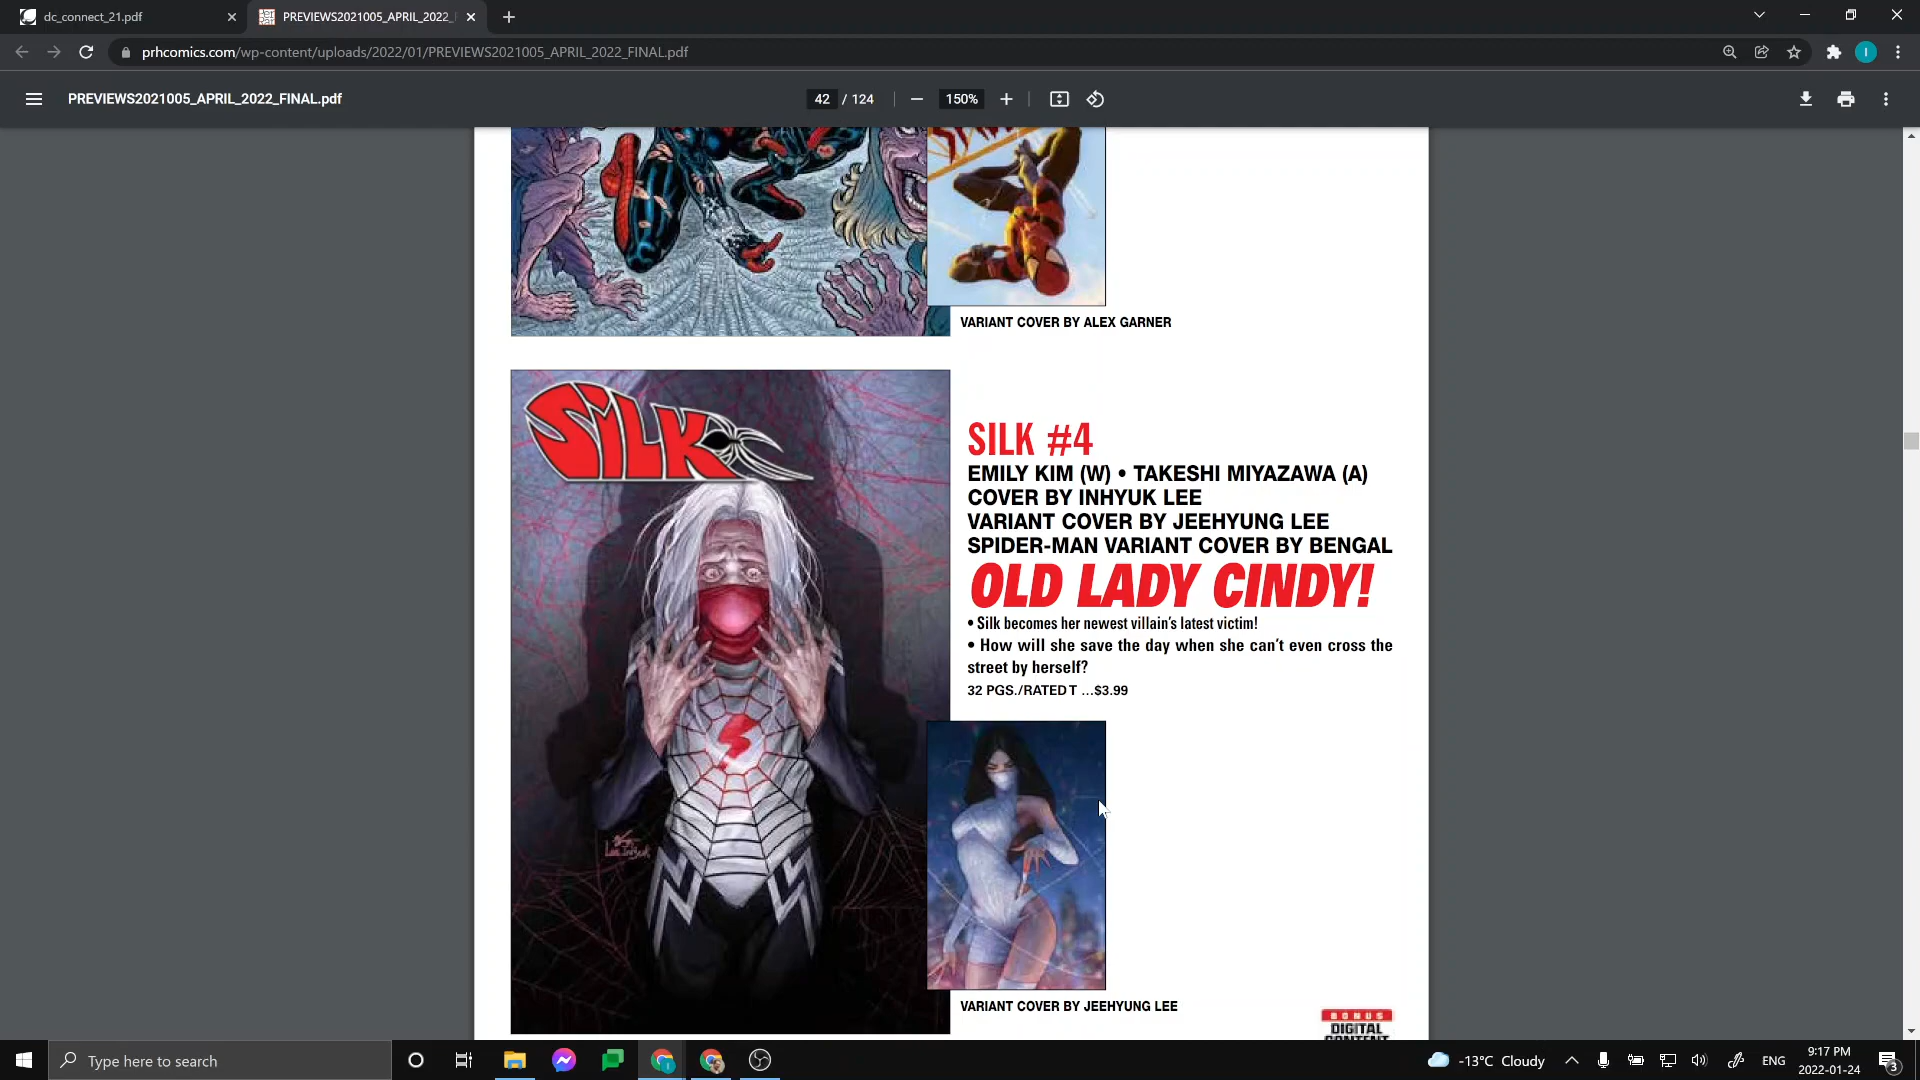 dc_connect_21.pdf
PREVIEWS2021005_APRIL_2022_
prhcomics.com/wp-content/uploads/2022/01/PREVIEWS2021005_APRIL_2022_FINAL.pdf
I
PREVIEWS2021005_APRIL_2022_FINAL.pdf
42 / 124
150%
VARIANT COVER BY ALEX GARNER
SILK
SILK #4
EMILY KIM (W) • TAKESHI MIYAZAWA (A)
COVER BY INHYUK LEE
VARIANT COVER BY JEEHYUNG LEE
SPIDER-MAN VARIANT COVER BY BENGAL
OLD LADY CINDY!
• Silk becomes her newest villain's latest victim!
• How will she save the day when she can't even cross the
street by herself?
32 PGS./RATED T ...$3.99
VARIANT COVER BY JEEHYUNG LEE
BONUS
DIGITAL
CONTENT
Type here to search
-13°C Cloudy
ENG
9:17 PM
2022-01-24
3